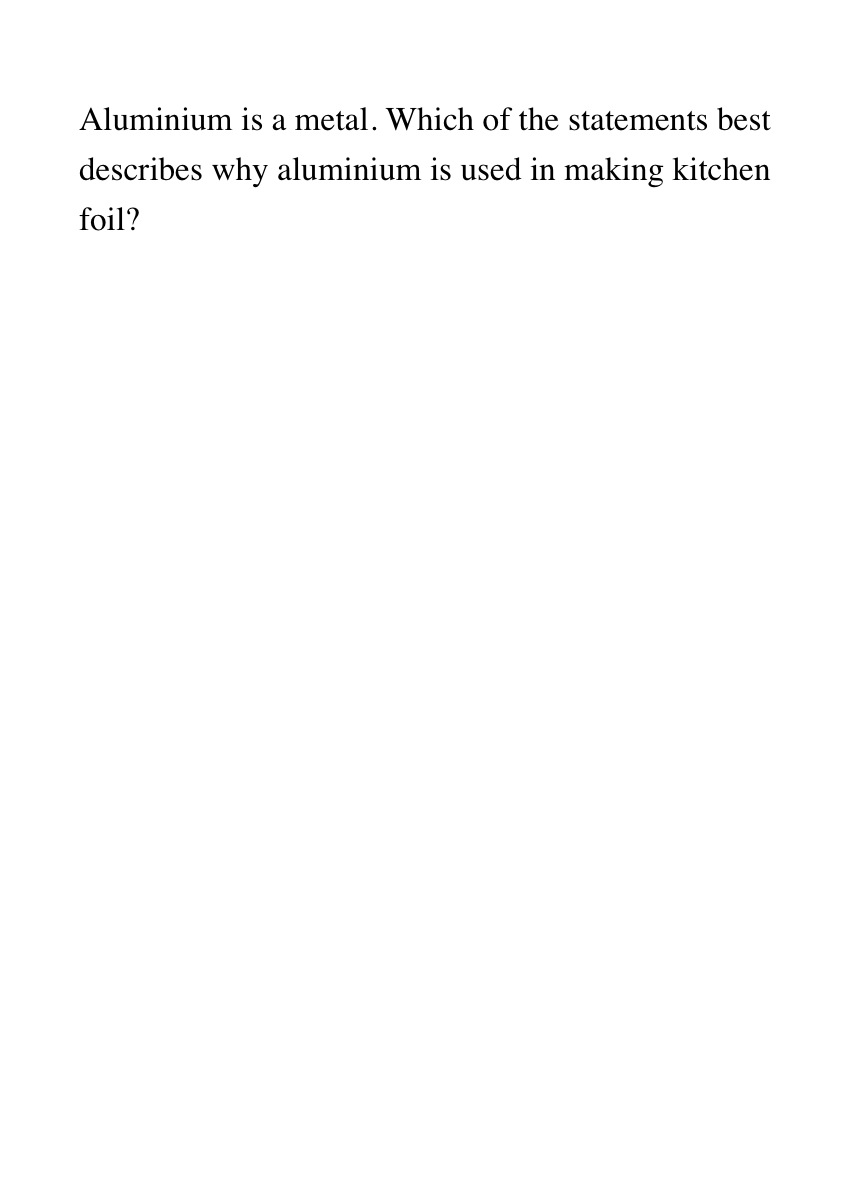 Aluminium is a metal. Which of the statements best
describes why aluminium is used in making kitchen
foil?